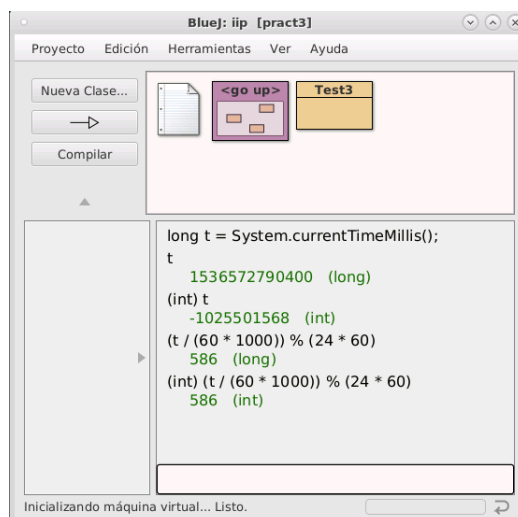 BlueJ: iip [pract3]
Proyecto Edición Herramientas Ver Ayuda
Nueva Clase...
Compilar
<go up>
Test3
long t = System.currentTimeMillis();
t
1536572790400 (long)
(int) t
-1025501568 (int)
(t / (60 * 1000)) % (24 * 60)
586 (long)
(int) (t / (60 * 1000)) % (24 * 60)
586 (int)
Inicializando máquina virtual... Listo.